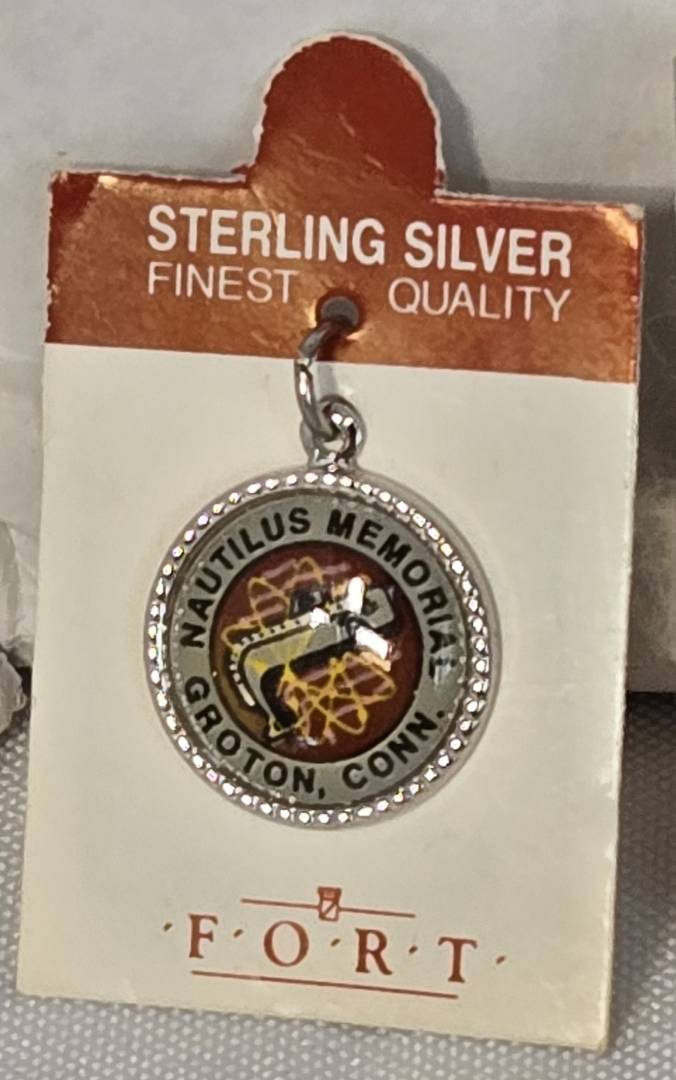 STERLING SILVER
FINEST QUALITY
NAUTILUS MEMORIAL
GROTON, CONN.
·F·O·R·T·